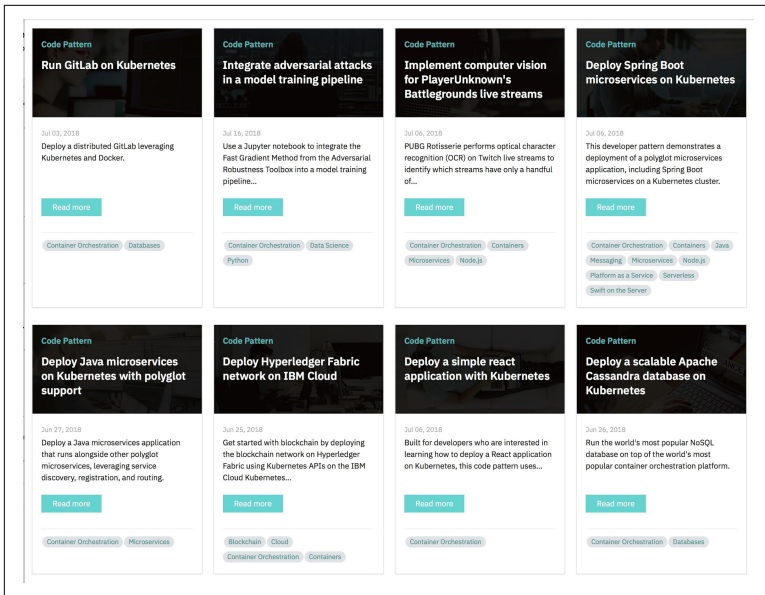 Code Pattern
Run GitLab on Kubernetes
Jul 03, 2018
Deploy a distributed GitLab leveraging
Kubernetes and Docker.
Read more
Container Orchestration Databases
Code Pattern
Integrate adversarial attacks
in a model training pipeline
Jul 16, 2018
Use a Jupyter notebook to integrate the
Fast Gradient Method from the Adversarial
Robustness Toolbox into a model training
pipeline...
Read more
Container Orchestration Data Science
Python
Code Pattern
Implement computer vision
for PlayerUnknown's
Battlegrounds live streams
Jul 06, 2018
PUBG Rotisserie performs optical character
recognition (OCR) on Twitch live streams to
identify which streams have only a handful
of...
Read more
Container Orchestration Containers
Microservices Node.js
Code Pattern
Deploy Spring Boot
microservices on Kubernetes
Jul 06, 2018
This developer pattern demonstrates a
deployment of a polyglot microservices
application, including Spring Boot
microservices on a Kubernetes cluster.
Read more
Container Orchestration Containers Java
Messaging Microservices Node.js
Platform as a Service Serverless
Swift on the Server
Code Pattern
Deploy Java microservices
on Kubernetes with polyglot
support
Jun 27, 2018
Deploy a Java microservices application
that runs alongside other polyglot
microservices, leveraging service
discovery, registration, and routing.
Read more
Container Orchestration Microservices
Code Pattern
Deploy Hyperledger Fabric
network on IBM Cloud
Jun 25, 2018
Get started with blockchain by deploying
the blockchain network on Hyperledger
Fabric using Kubernetes APIs on the IBM
Cloud Kubernetes...
Read more
Blockchain Cloud
Container Orchestration Containers
Code Pattern
Deploy a simple react
application with Kubernetes
Jul 06, 2018
Built for developers who are interested in
learning how to deploy a React application
on Kubernetes, this code pattern uses...
Read more
Container Orchestration
Code Pattern
Deploy a scalable Apache
Cassandra database on
Kubernetes
Jun 26, 2018
Run the world's most popular NoSQL
database on top of the world's most
popular container orchestration platform.
Read more
Container Orchestration Databases